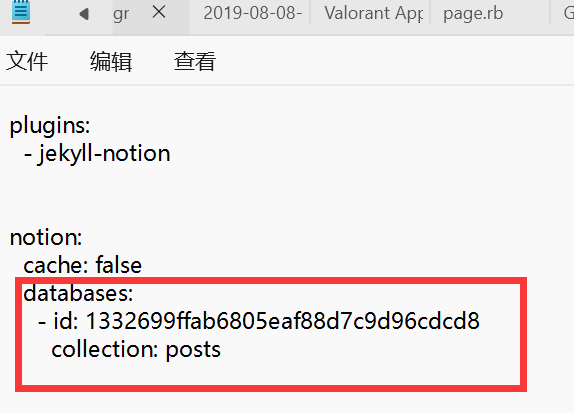 gr
2019-08-08-
Valorant App
page.rb
G
文件 编辑 查看
plugins:
- jekyll-notion
notion:
cache: false
databases:
- id: 1332699ffab6805eaf88d7c9d96cdcd8
collection: posts